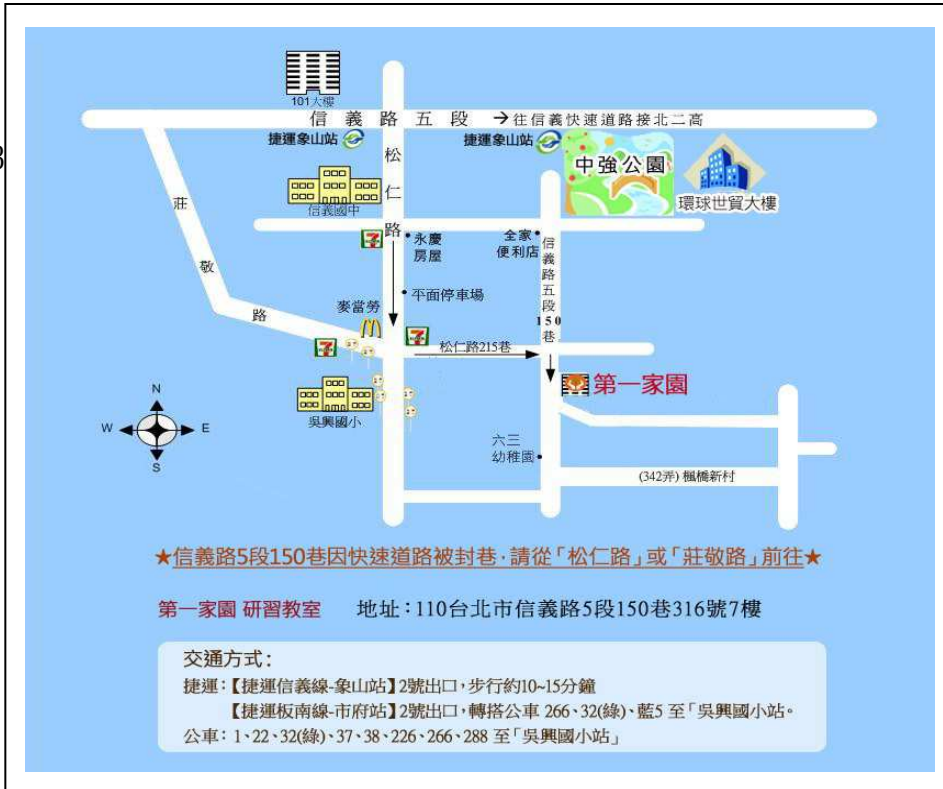 101大樓
信義路五段 →往信義快速道路接北二高
捷運象山站
捷運象山站
中強公園
環球世貿大樓
松仁路
信義國中
莊敬路
永慶
房屋
全家
便利店
信義路五段150巷
平面停車場
麥當勞
7
7
7
松仁路215巷
第一家園
吳興國小
N
W
E
S
六三
幼稚園
(342弄) 楓橋新村
3
★信義路5段150巷因快速道路被封巷·請從「松仁路」或「莊敬路」前往★
第一家園 研習教室 地址：110台北市信義路5段150巷316號7樓
交通方式：
捷運：【捷運信義線-象山站】2號出口，步行約10~15分鐘
【捷運板南線-市府站】2號出口，轉搭公車 266、32(綠)、藍5 至「吳興國小站。
公車：1、22、32(綠)、37、38、226、266、288 至「吳興國小站」